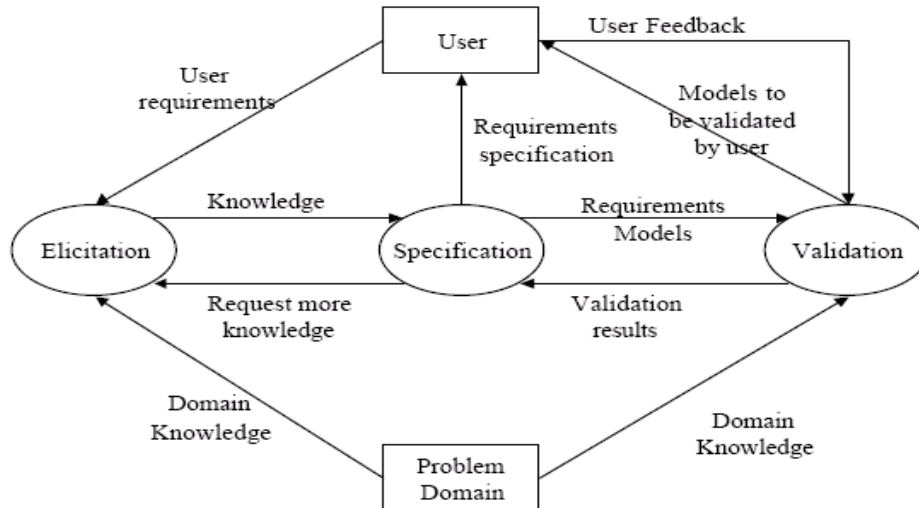 User
User Feedback
User
requirements
Models to
be validated
by user
Requirements
specification
Knowledge
Requirements
Models
Elicitation
Specification
Validation
Request more
knowledge
Validation
results
Domain
Knowledge
Domain
Knowledge
Problem
Domain